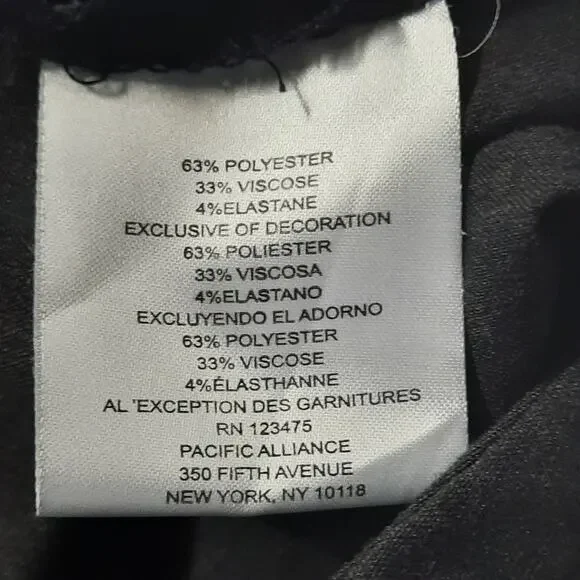 63% POLYESTER
33% VISCOSE
4%ELASTANE
EXCLUSIVE OF DECORATION
63% POLIESTER
33% VISCOSA
4%ELASTANO
EXCLUYENDO EL ADORNO
63% POLYESTER
33% VISCOSE
4%ÉLASTHANNE
AL 'EXCEPTION DES GARNITURES
RN 123475
PACIFIC ALLIANCE
350 FIFTH AVENUE
NEW YORK, NY 10118